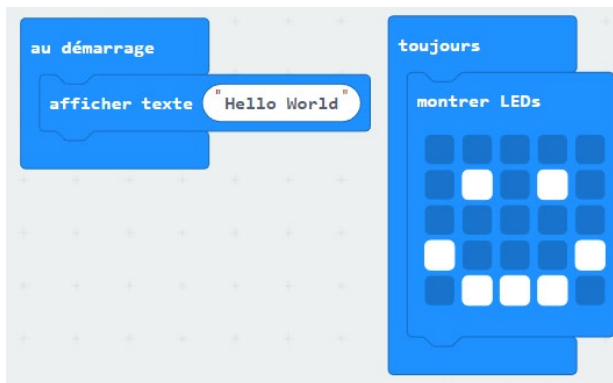 au démarrage
afficher texte "Hello World"
toujours
montrer LEDs